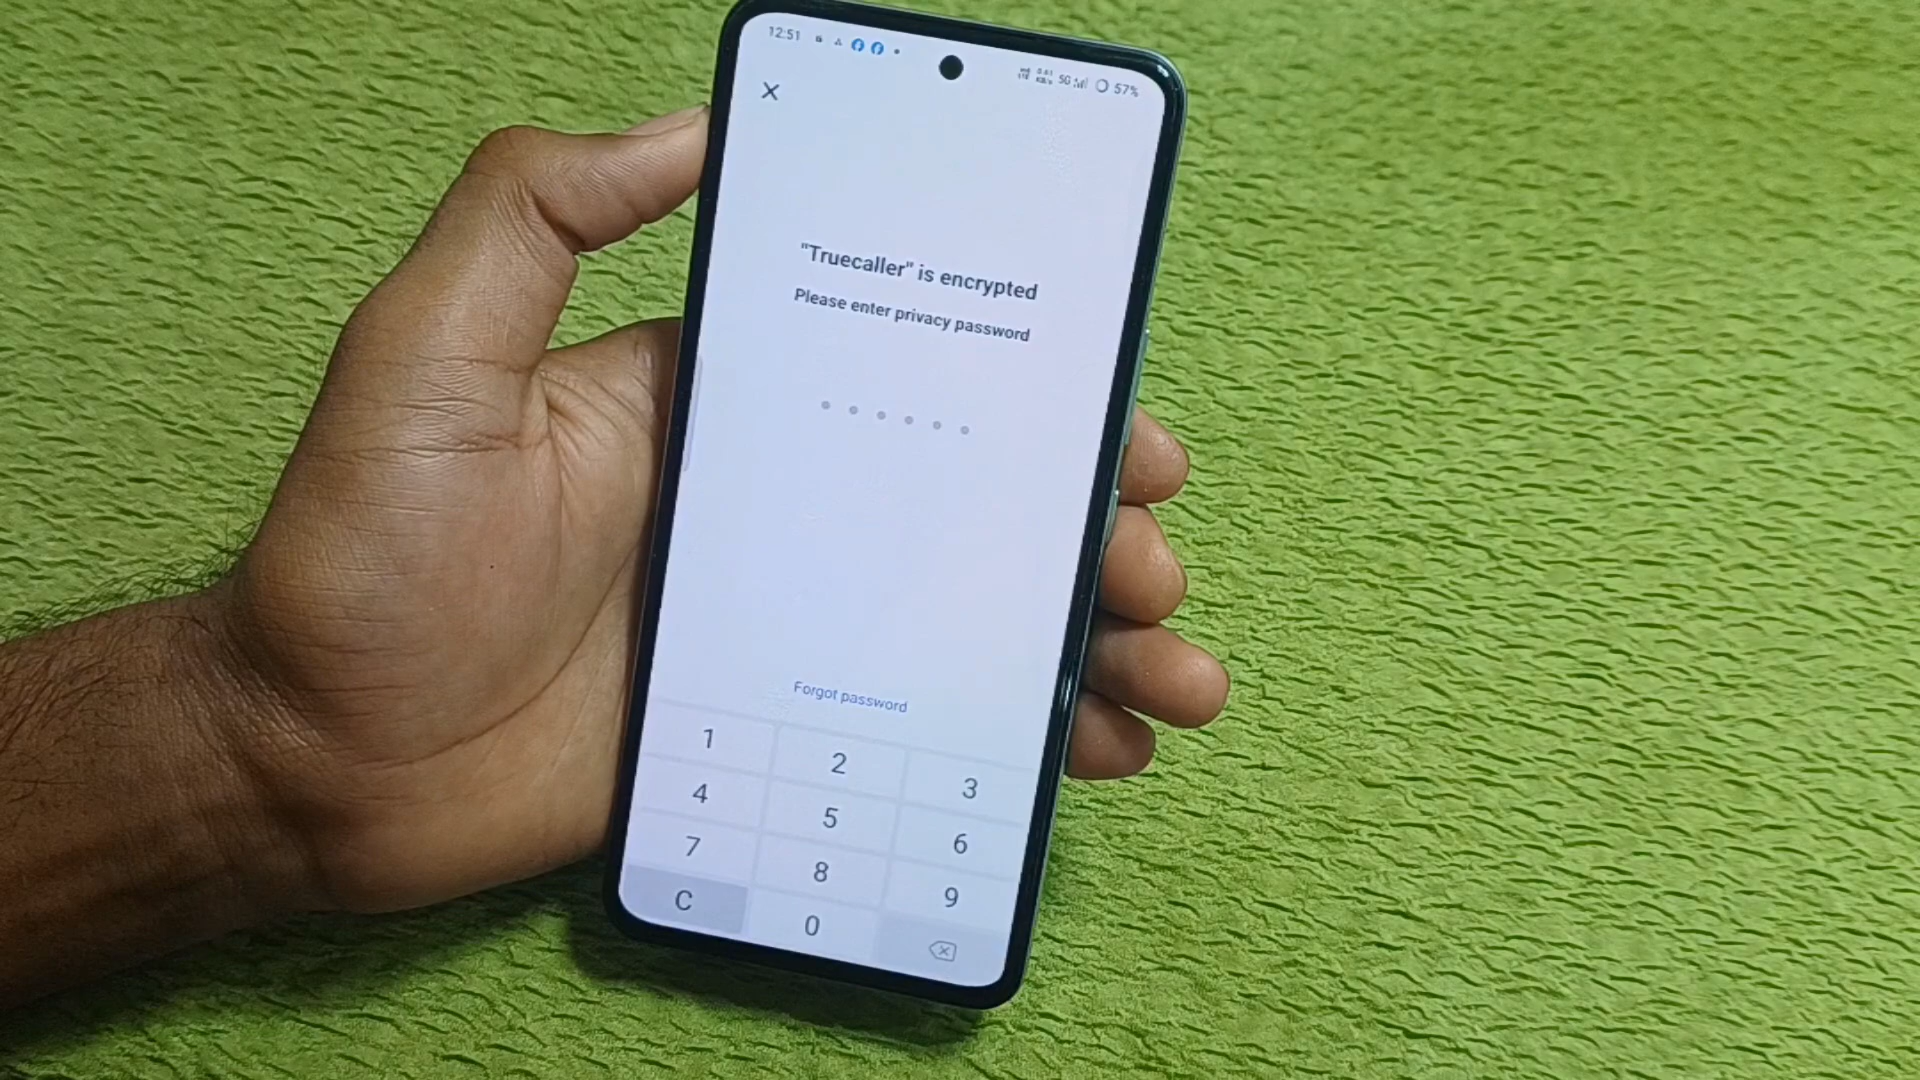 12:51
5G 57%
"Truecaller" is encrypted
Please enter privacy password
Forgot password
1 2 3
4 5 6
7 8 9
C 0